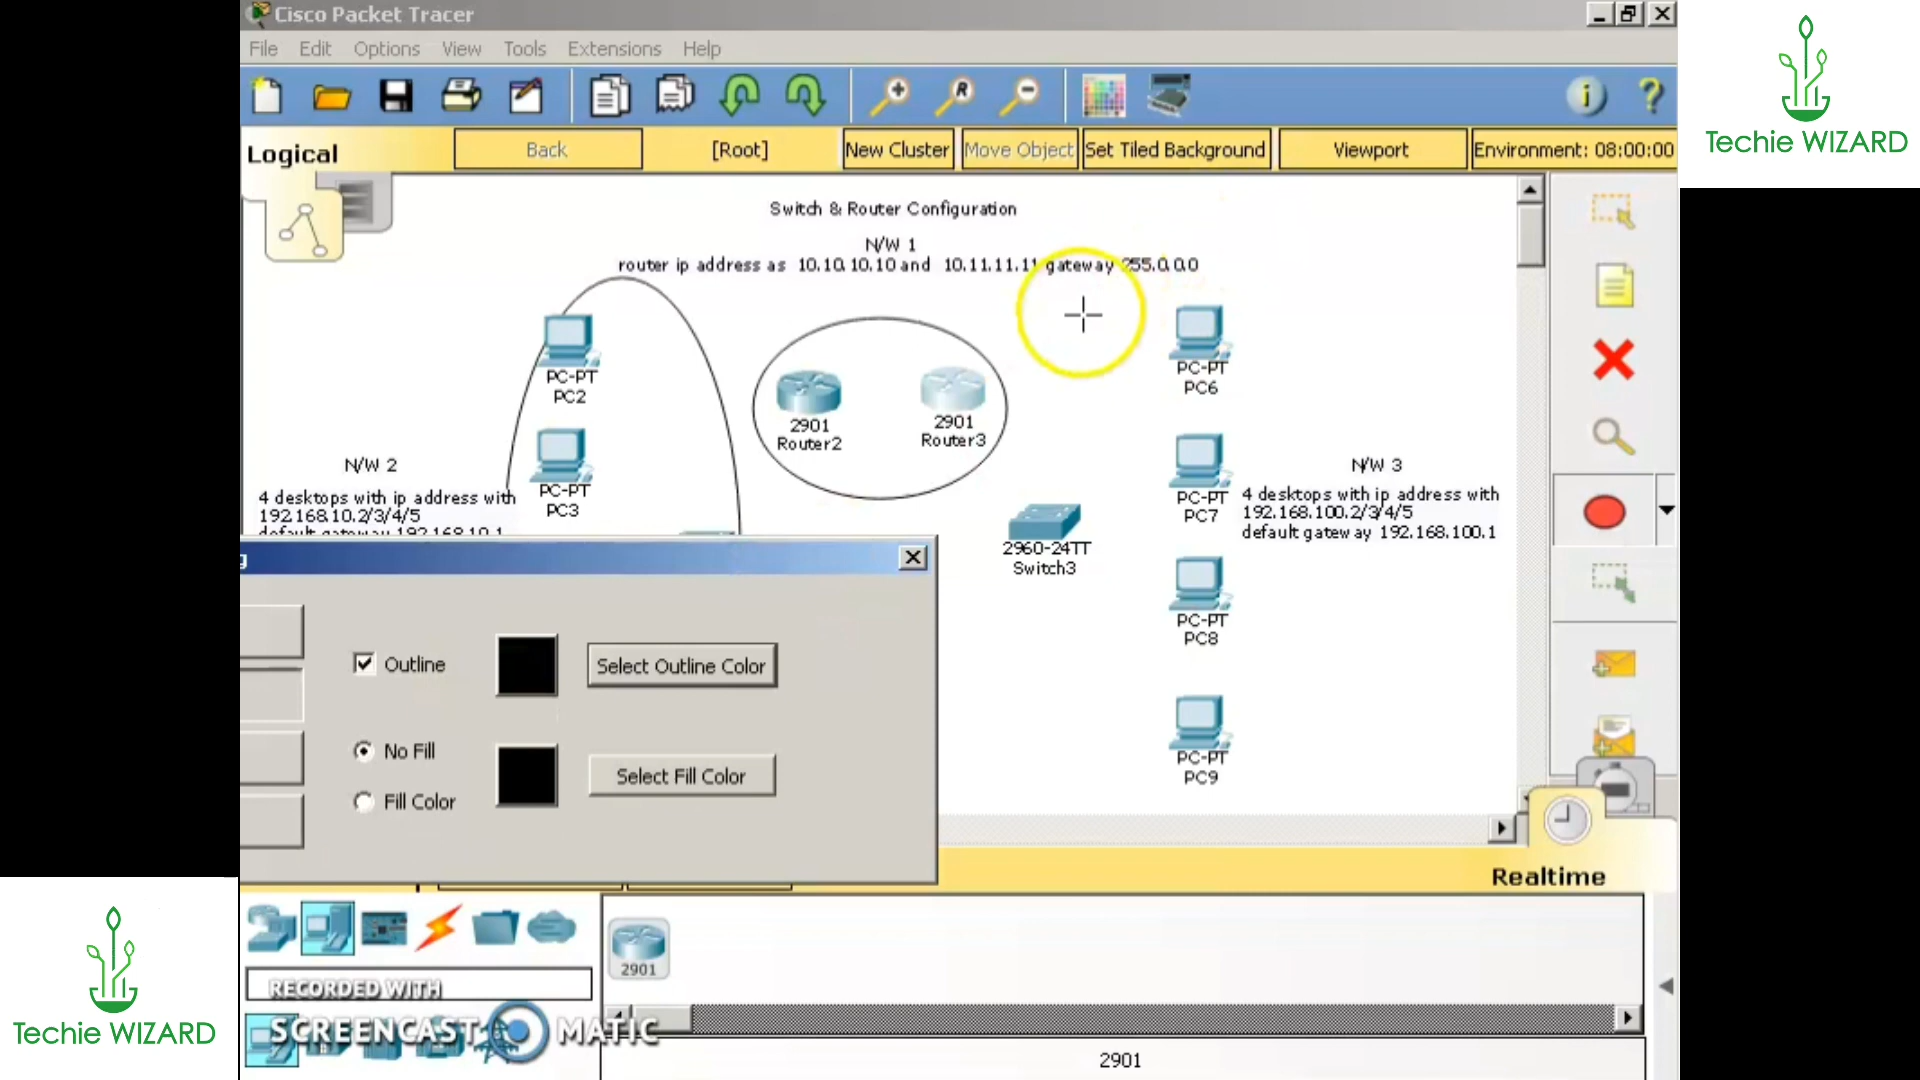 Cisco Packet Tracer
File Edit Options View Tools Extensions Help
R
i ?
Techie WIZARD
Logical Back [Root] New Cluster Move Object Set Tiled Background Viewport Environment: 08:00:00
Switch & Router Configuration
N/W 1
router ip address as 10.10.10.10 and 10.11.11.11 gateway 255.0.0.0
PC-PT
PC2
2901
Router2
2901
Router3
PC-PT
PC6
N/W 2
4 desktops with ip address with
192.168.10.2/3/4/5
default gateway 192.168.10.1
PC-PT
PC3
PC-PT
PC7
N/W 3
4 desktops with ip address with
192.168.100.2/3/4/5
default gateway 192.168.100.1
2960-24TT
Switch3
PC-PT
PC8
PC-PT
PC9
g
Outline
Select Outline Color
No Fill
Select Fill Color
Fill Color
Realtime
2901
RECORDED WITH
SCREENCAST MATIC
2901
Techie WIZARD